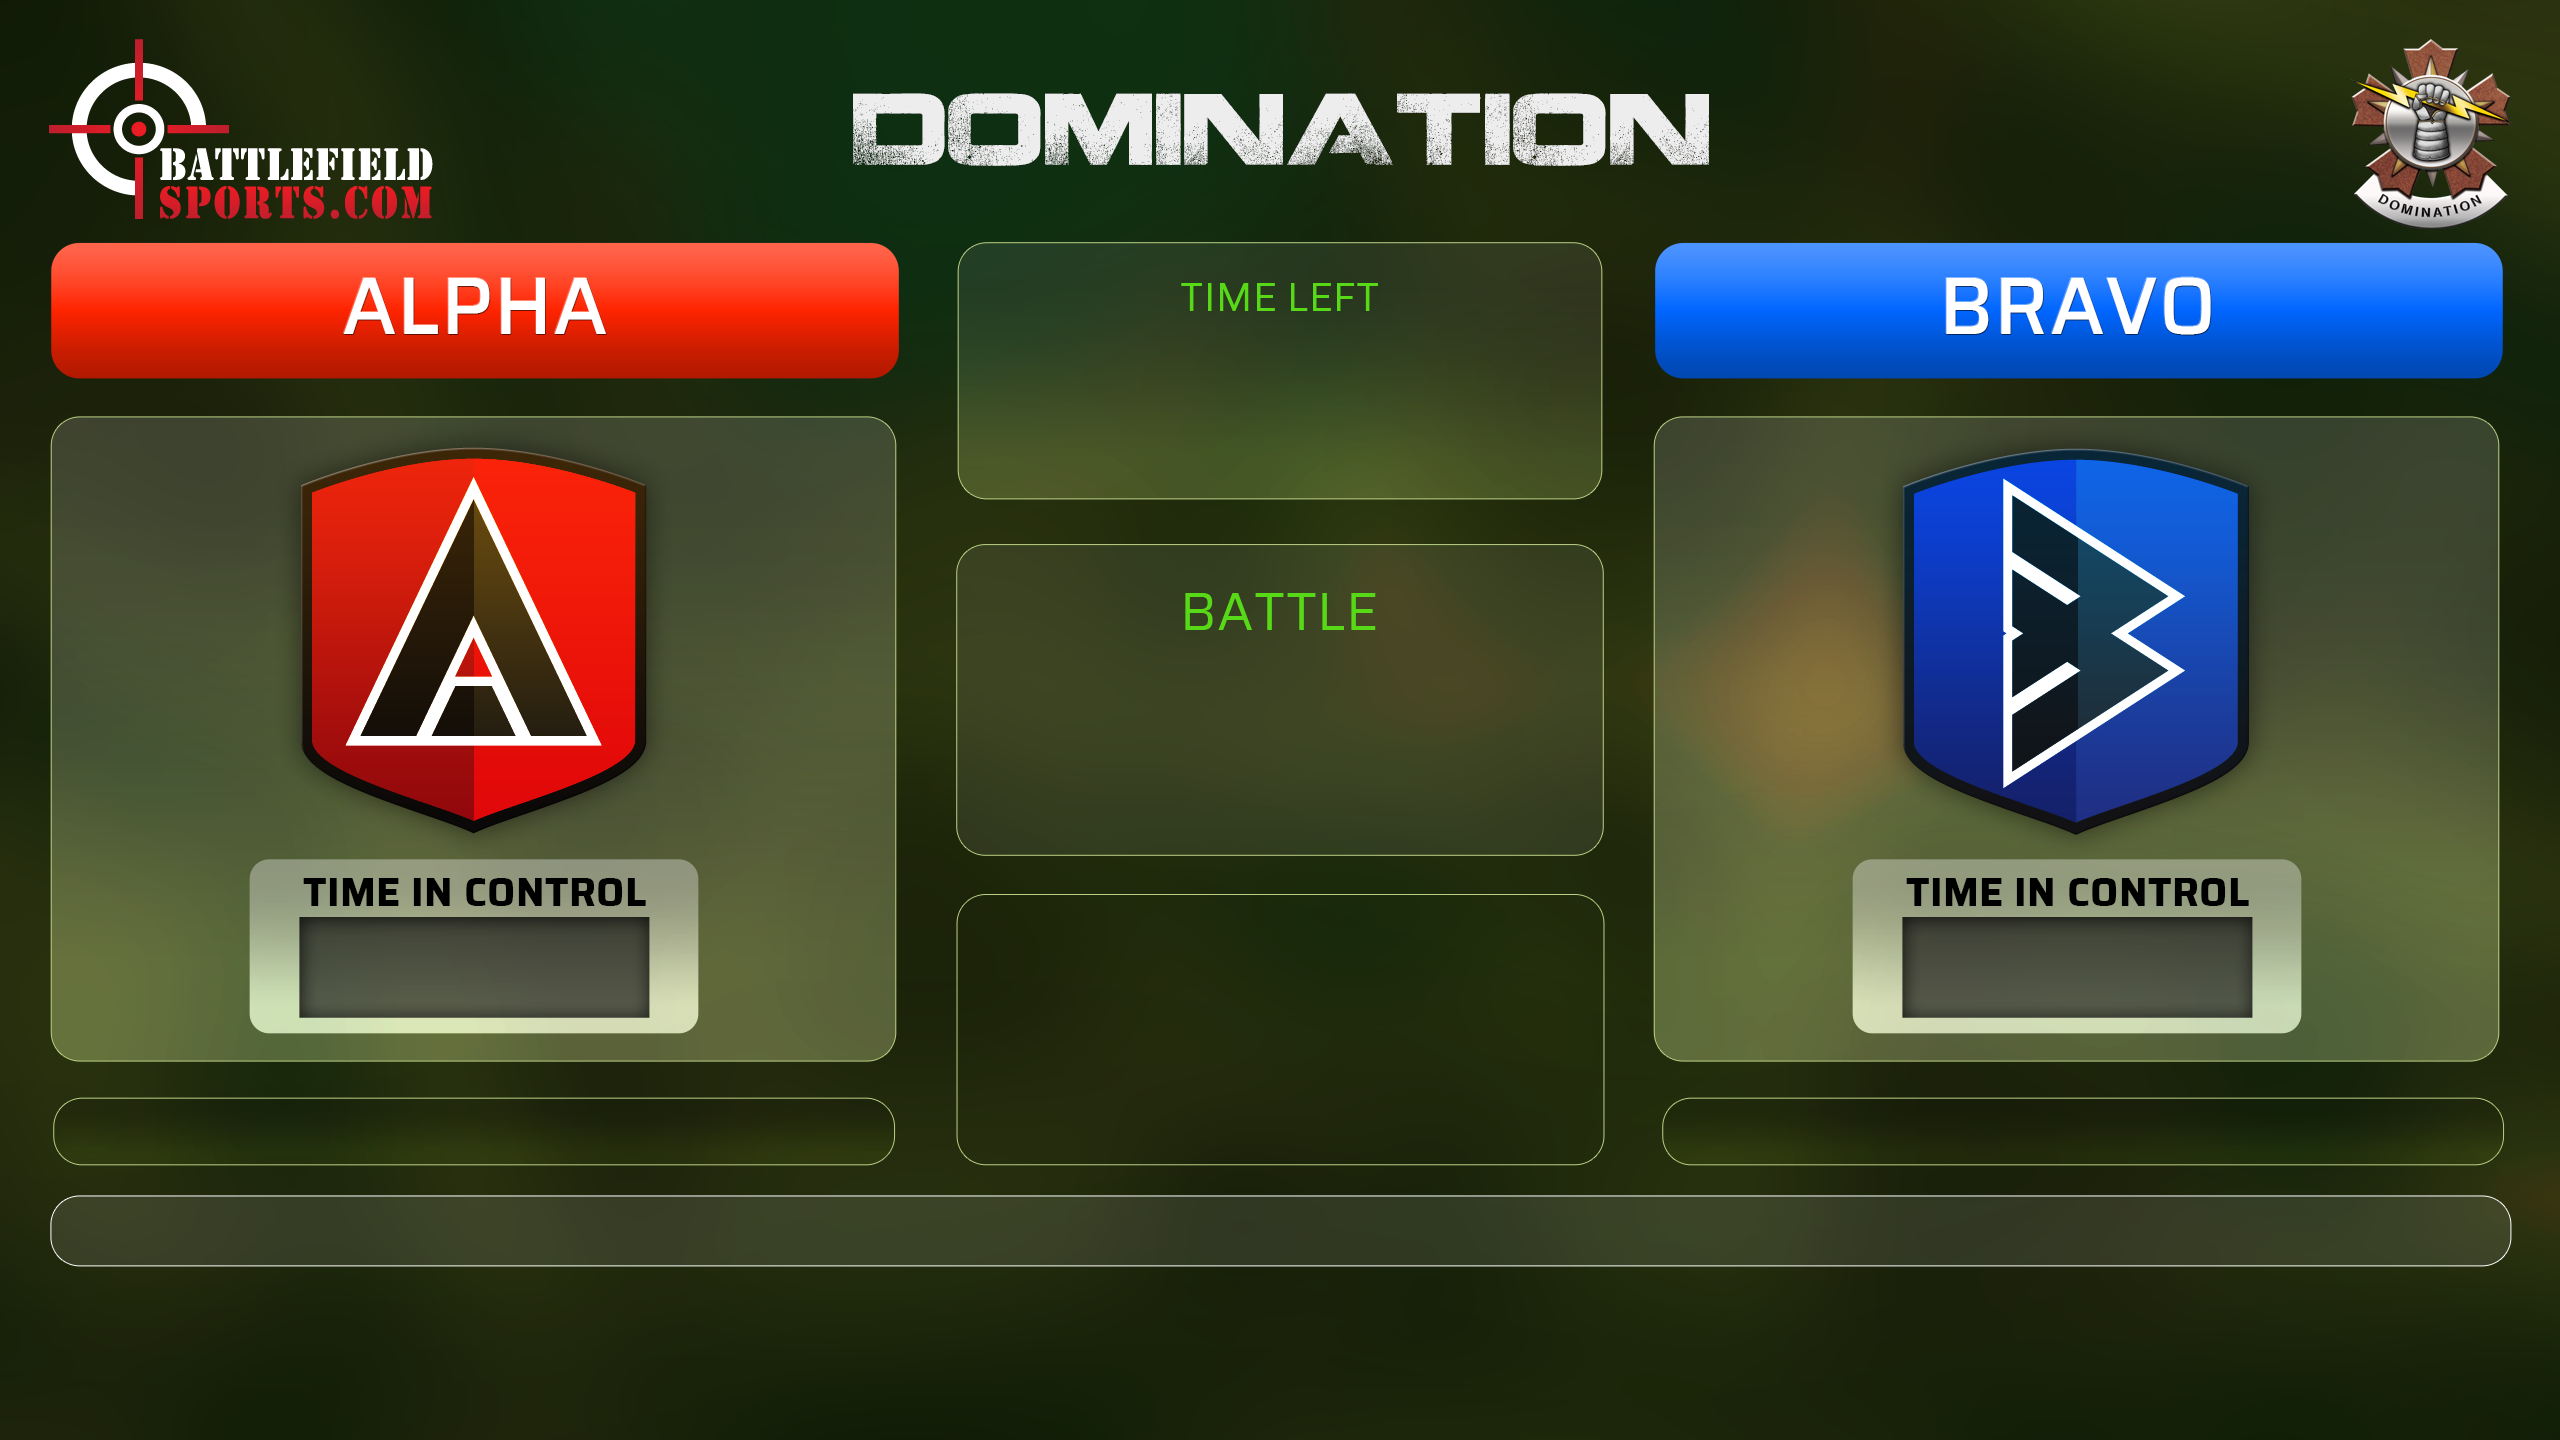 BATTLEFIELD
SPORTS.COM
DOMINATION
DOMINATION
ALPHA
TIME LEFT
BRAVO
BATTLE
TIME IN CONTROL
TIME IN CONTROL